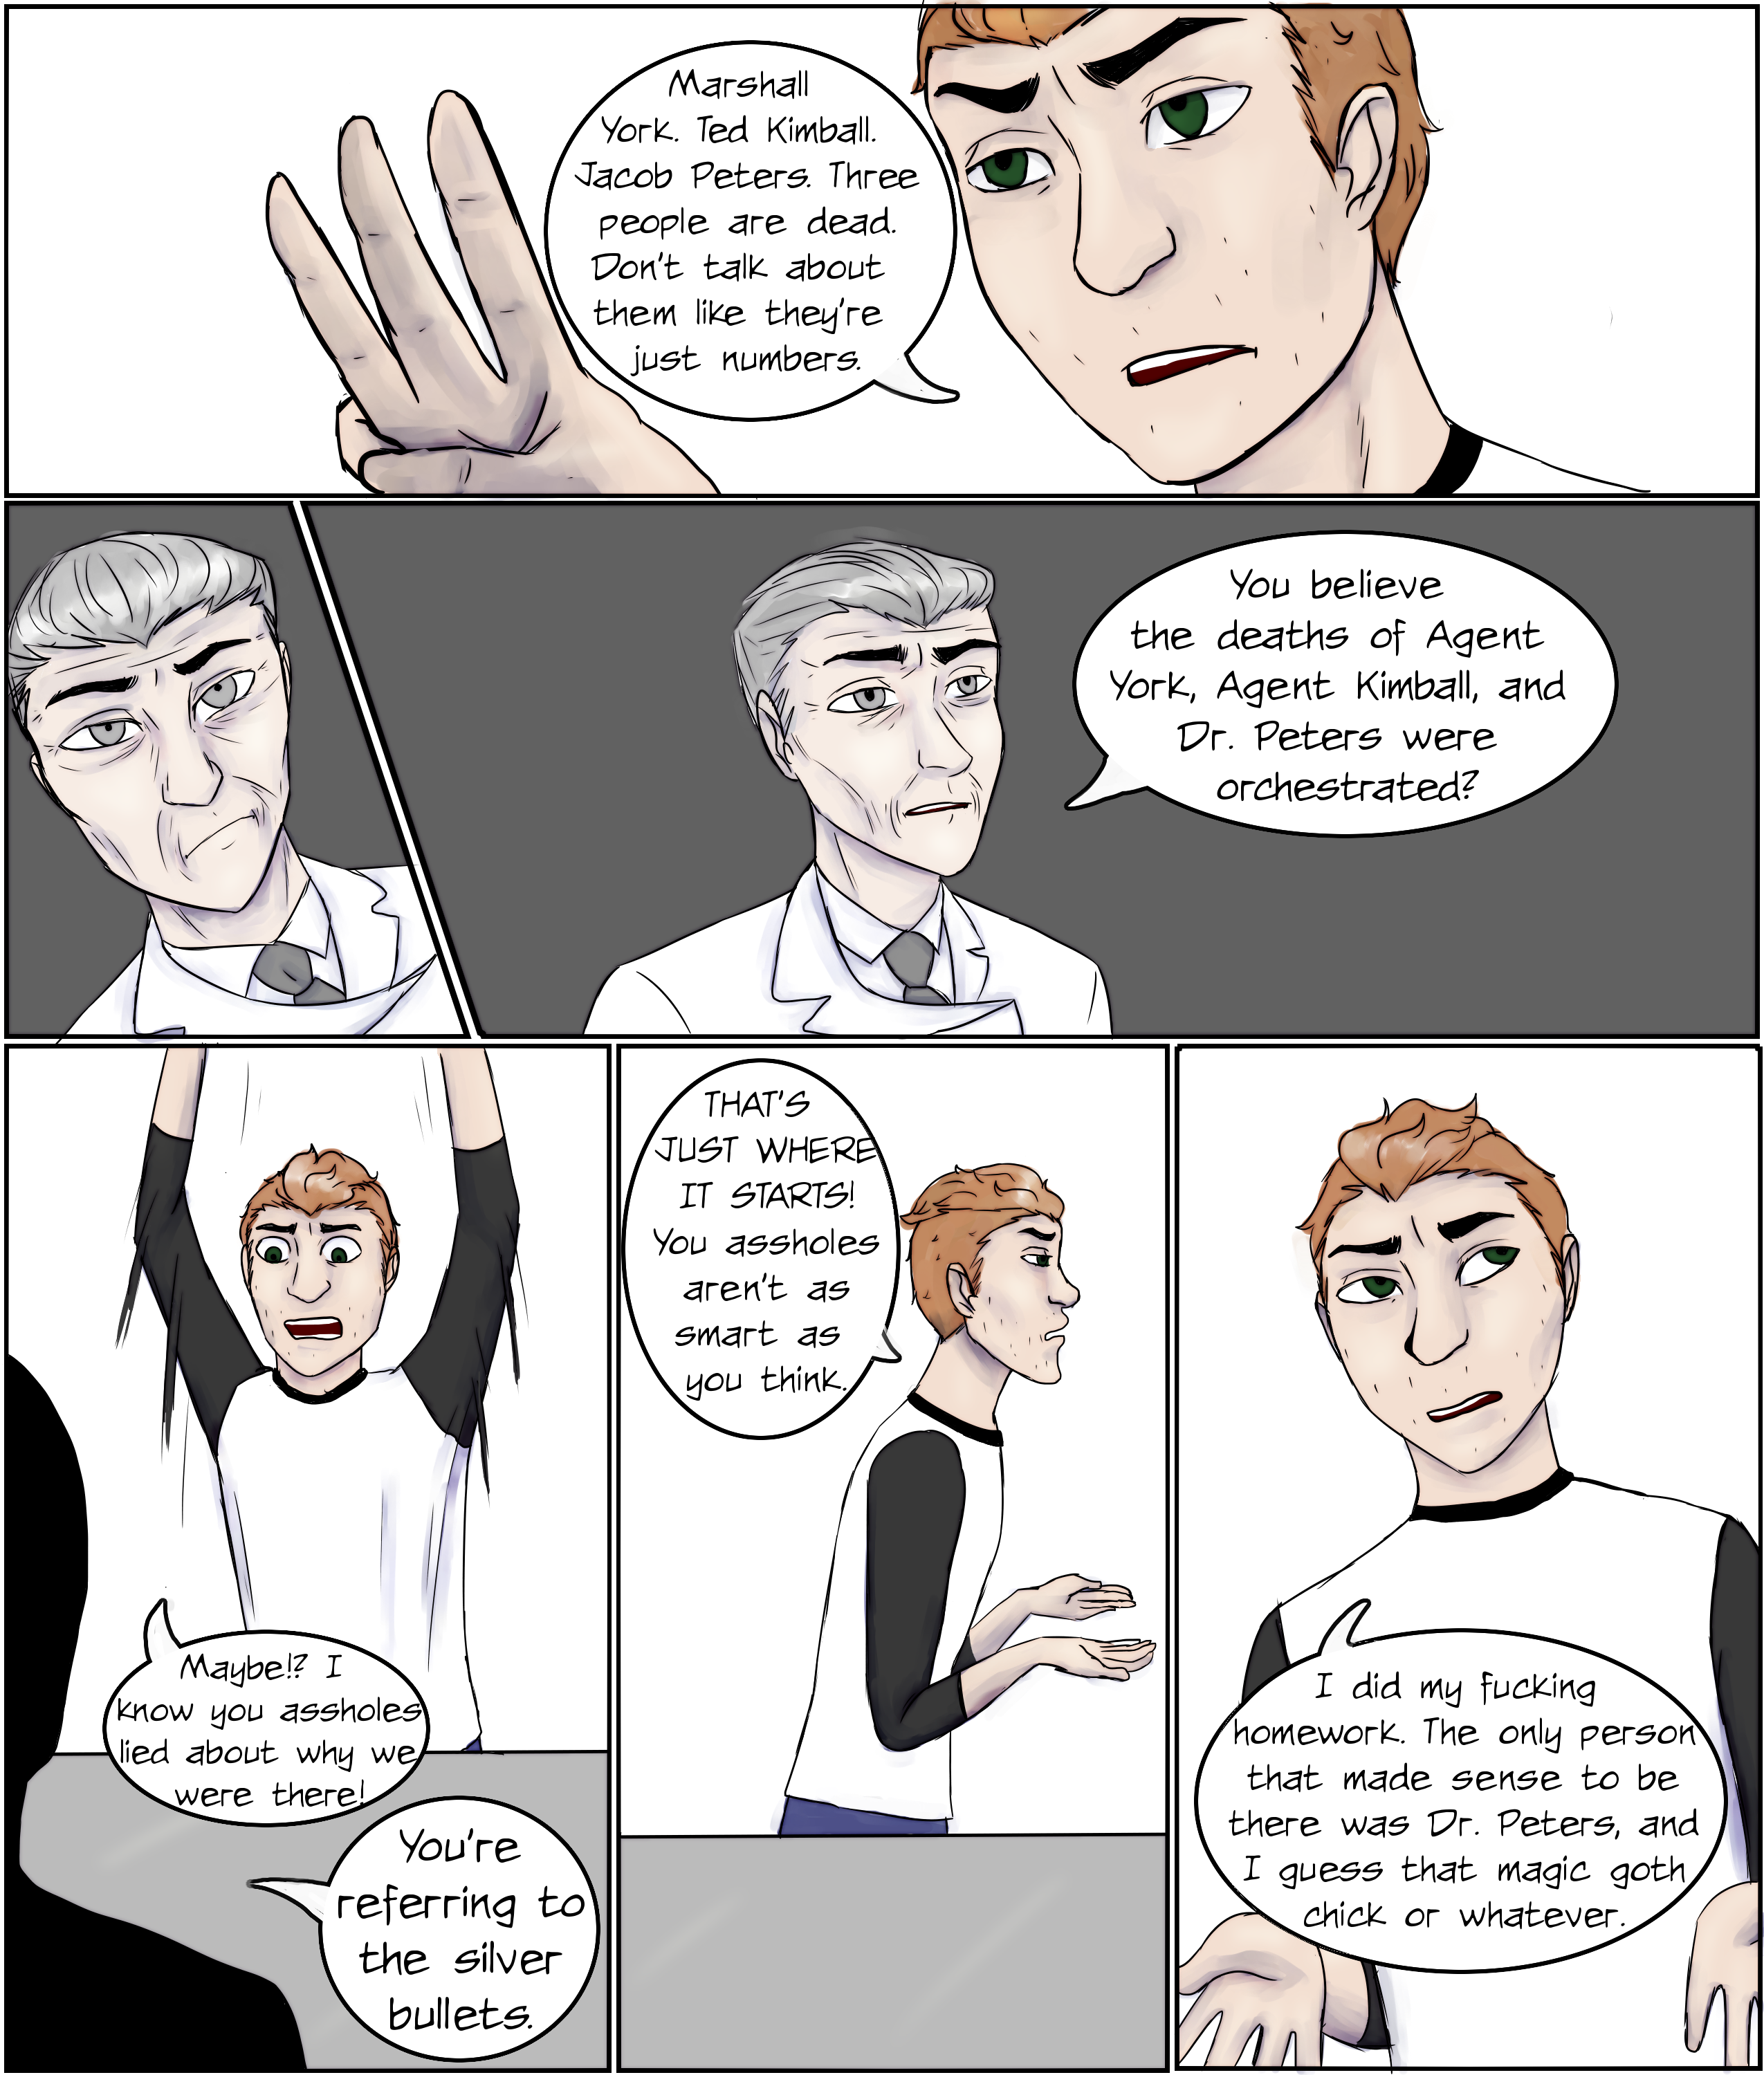 Marshall
York. Ted Kimball.
Jacob Peters. Three
people are dead.
Don't talk about
them like they're
just numbers.
You believe
the deaths of Agent
York, Agent Kimball, and
Dr. Peters were
orchestrated?
Maybe!? I
know you assholes
lied about why we
were there!
You're
referring to
the silver
bullets.
THAT'S
JUST WHERE
IT STARTS!
You assholes
aren't as
smart as
you think.
I did my fucking
homework. The only person
that made sense to be
there was Dr. Peters, and
I guess that magic goth
chick or whatever.